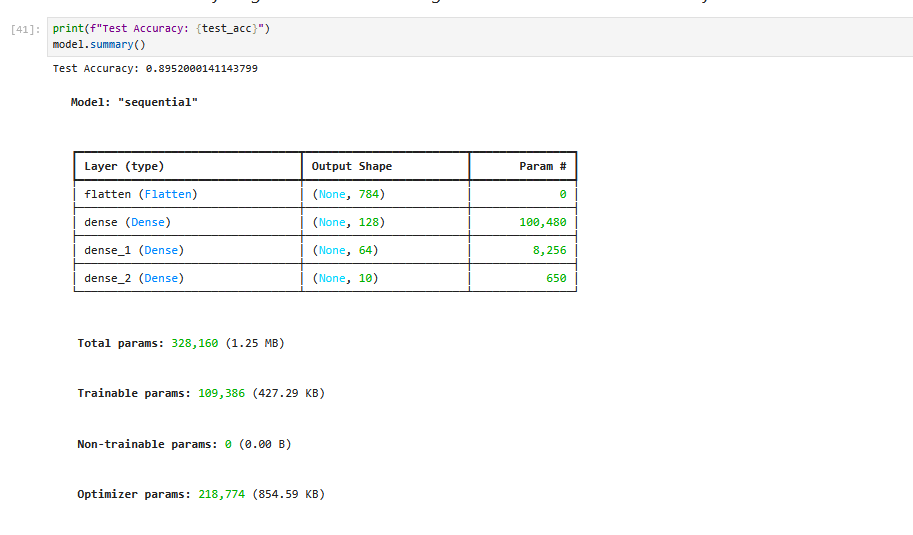 [41]: print(f"Test Accuracy: {test_acc}")
model.summary()
Test Accuracy: 0.8952000141143799
Model: "sequential"
Layer (type) Output Shape Param #
flatten (Flatten) (None, 784) 0
dense (Dense) (None, 128) 100,480
dense_1 (Dense) (None, 64) 8,256
dense_2 (Dense) (None, 10) 650
Total params: 328,160 (1.25 MB)
Trainable params: 109,386 (427.29 KB)
Non-trainable params: 0 (0.00 B)
Optimizer params: 218,774 (854.59 KB)